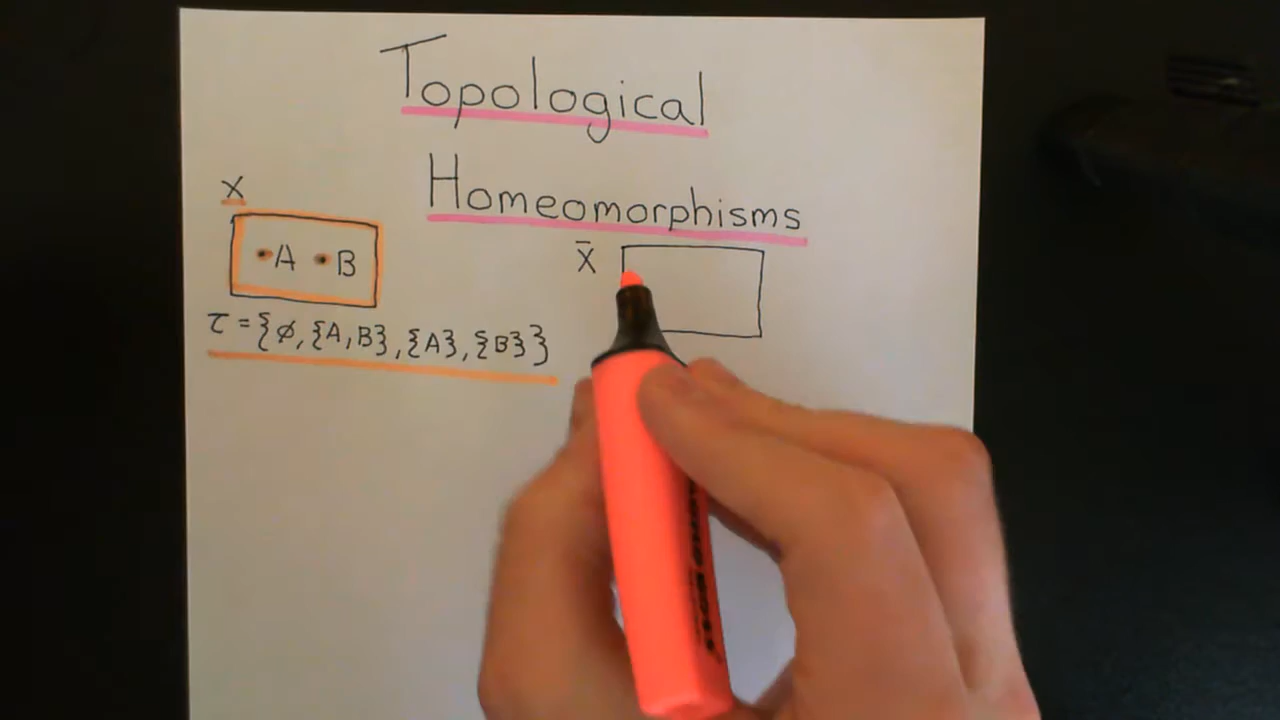 Topological
Homeomorphisms
X
•A •B
τ = {∅, {A, B}, {A}, {B}}
X̄